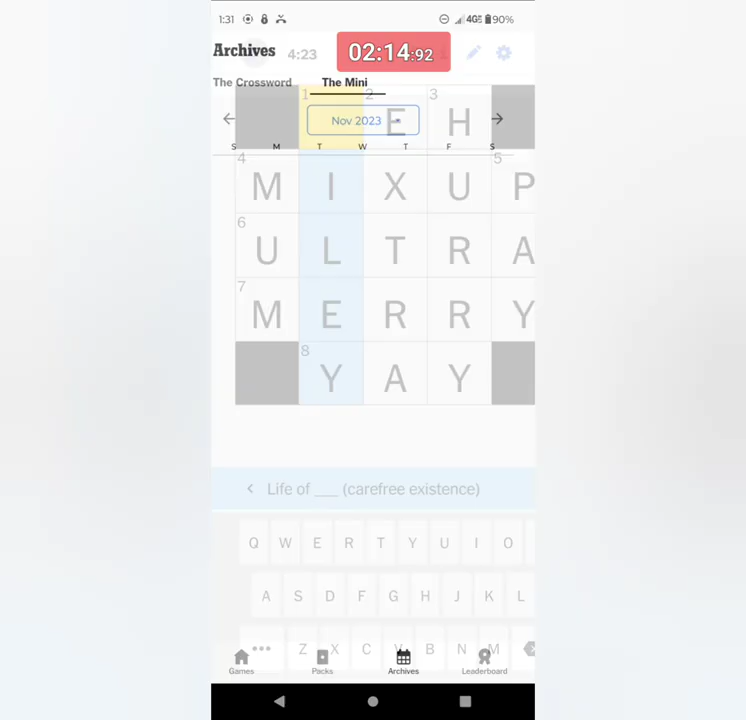 1:31 4G 90%
Archives 4:23 02:14:92
The Crossword The Mini
1 2 3
Nov 2023 E H
S M T W T F S
4 5
M I X U P
6
U L T R A
7
M E R R Y
8
Y A Y
Life of ___ (carefree existence)
Q W E R T Y U I O
A S D F G H J K L
Z X C V B N M
Games Packs Archives Leaderboard